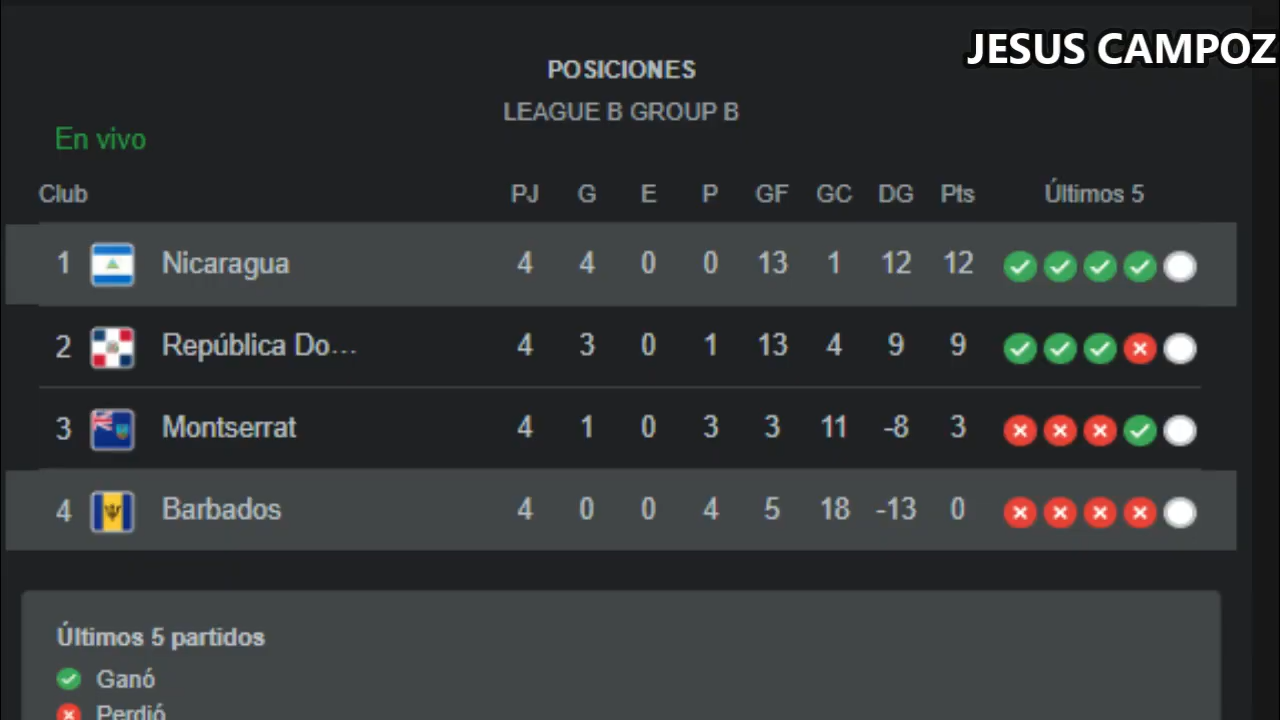 JESUS CAMPOZ
POSICIONES
LEAGUE B GROUP B
En vivo
Club PJ G E P GF GC DG Pts Últimos 5
1 Nicaragua 4 4 0 0 13 1 12 12
2 República Do... 4 3 0 1 13 4 9 9
3 Montserrat 4 1 0 3 3 11 -8 3
4 Barbados 4 0 0 4 5 18 -13 0
Últimos 5 partidos
Ganó
Perdió